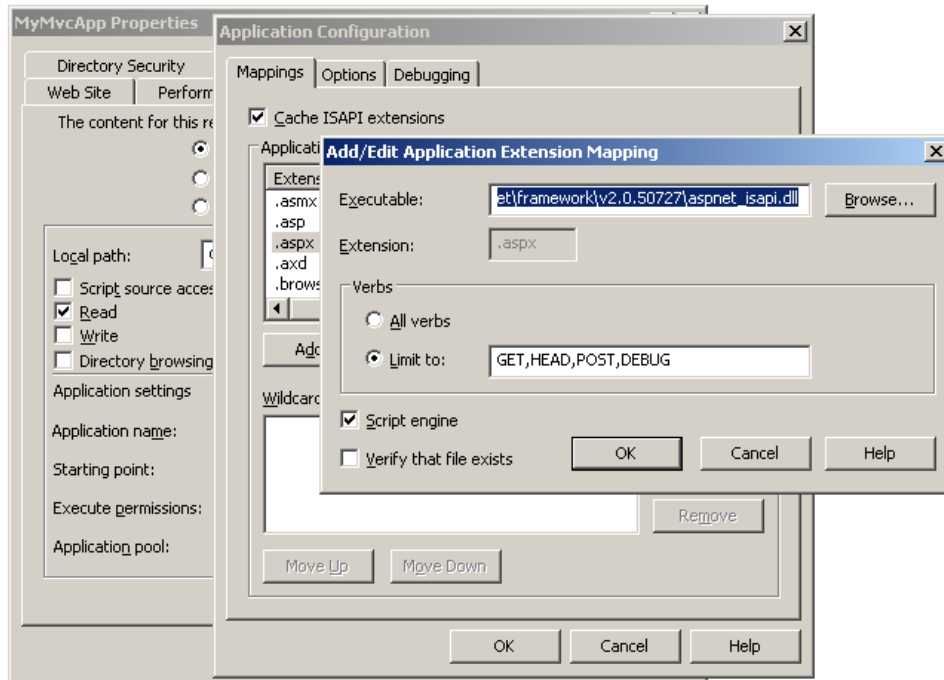 MyMvcApp Properties
Directory Security
Web Site
Perform
The content for this re
Local path:
Script source acces
Read
Write
Directory browsing
Application settings
Application name:
Starting point:
Execute permissions:
Application pool:
Application Configuration
Mappings
Options
Debugging
Cache ISAPI extensions
Applicati
Extens
.asmx
.asp
.aspx
.axd
.brows
Add
Wildcard
Remove
Move Up
Move Down
OK
Cancel
Help
Add/Edit Application Extension Mapping
Executable:
et\framework\v2.0.50727\aspnet_isapi.dll
Browse...
Extension:
.aspx
Verbs
All verbs
Limit to:
GET,HEAD,POST,DEBUG
Script engine
Verify that file exists
OK
Cancel
Help